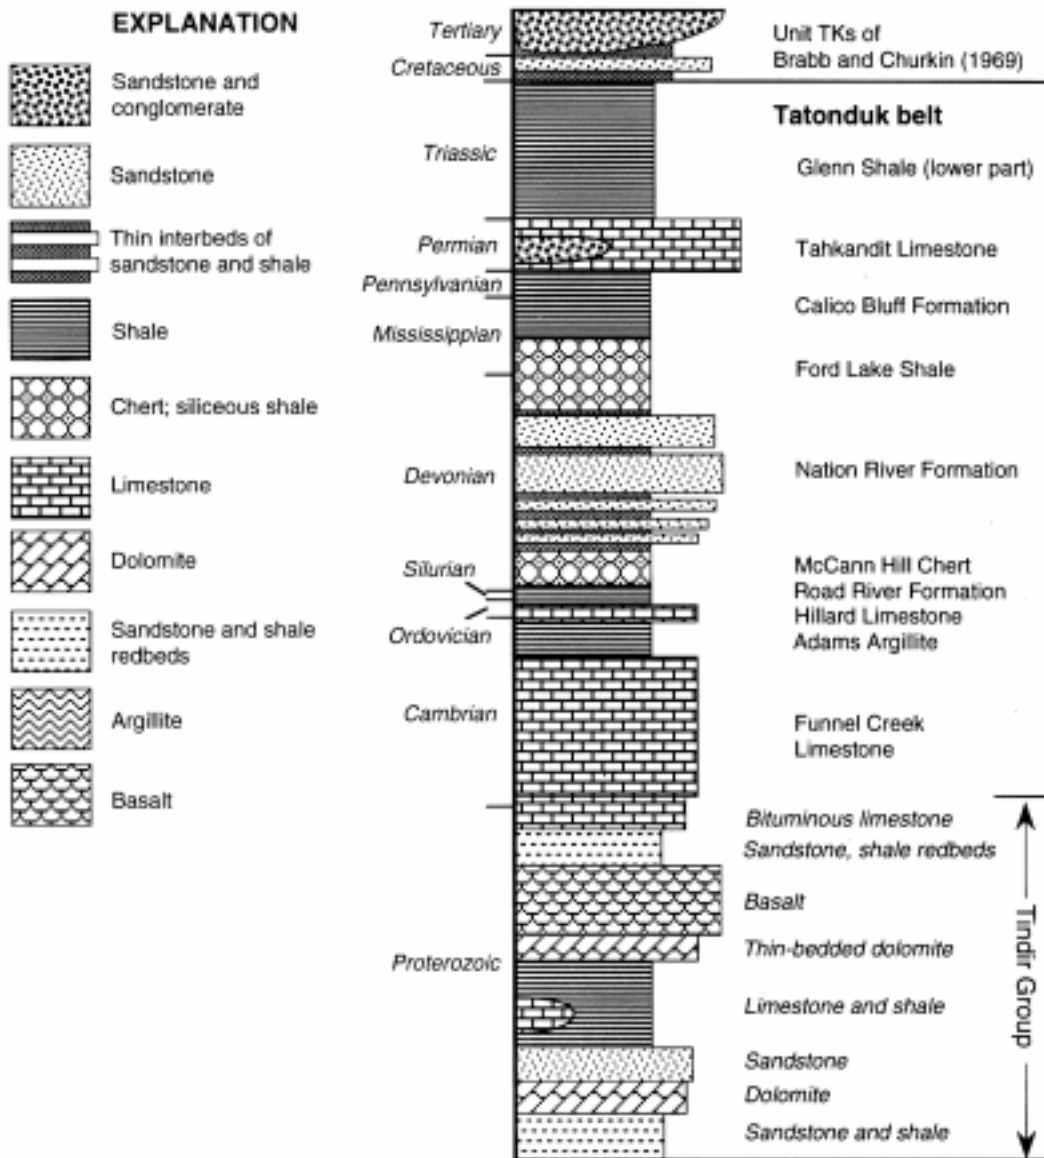 EXPLANATION
Sandstone and
conglomerate
Sandstone
Thin interbeds of
sandstone and shale
Shale
Chert; siliceous shale
Limestone
Dolomite
Sandstone and shale
redbeds
Argillite
Basalt
Tertiary
Cretaceous
Triassic
Permian
Pennsylvanian
Mississippian
Devonian
Silurian
Ordovician
Cambrian
Proterozoic
Unit TKs of
Brabb and Churkin (1969)
Tatonduk belt
Glenn Shale (lower part)
Tahkandit Limestone
Calico Bluff Formation
Ford Lake Shale
Nation River Formation
McCann Hill Chert
Road River Formation
Hillard Limestone
Adams Argillite
Funnel Creek
Limestone
Bituminous limestone
Sandstone, shale redbeds
Basalt
Thin-bedded dolomite
Limestone and shale
Sandstone
Dolomite
Sandstone and shale
Tindir Group